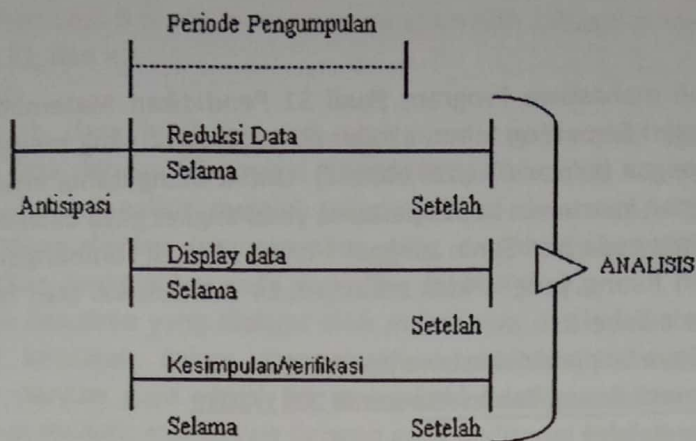 Periode Pengumpulan
Reduksi Data
Selama
Antisipasi
Setelah
Display data
Selama
Setelah
ANALISIS
Kesimpulan/verifikasi
Selama
Setelah